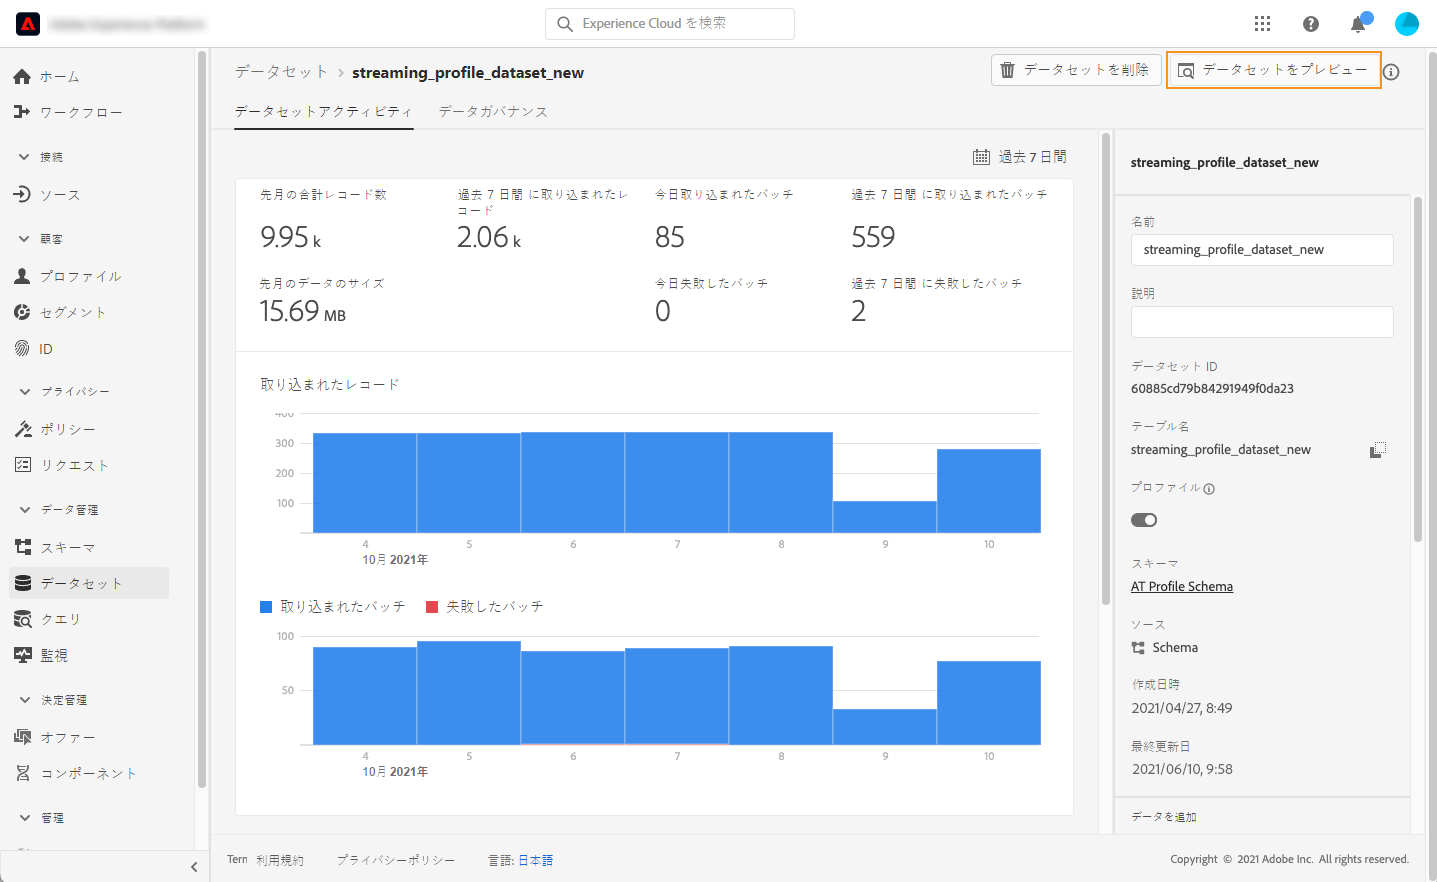 Experience Cloud を検索
ホーム
ワークフロー
接続
ソース
顧客
プロファイル
セグメント
ID
プライバシー
ポリシー
リクエスト
データ管理
スキーマ
データセット
クエリ
監視
決定管理
オファー
コンポーネント
管理
データセット > streaming_profile_dataset_new
データセットを削除
データセットをプレビュー
データセットアクティビティ
データガバナンス
過去 7 日間
先月の合計レコード数
9.95 k
過去 7 日間 に取り込まれたレ
コード
2.06 k
今日取り込まれたバッチ
85
過去 7 日間 に取り込まれたバッチ
559
先月のデータのサイズ
15.69 MB
今日失敗したバッチ
0
過去 7 日間 に失敗したバッチ
2
取り込まれたレコード
400
300
200
100
4 5 6 7 8 9 10
10月 2021年
取り込まれたバッチ 失敗したバッチ
100
50
4 5 6 7 8 9 10
10月 2021年
streaming_profile_dataset_new
名前
streaming_profile_dataset_new
説明
データセット ID
60885cd79b84291949f0da23
テーブル名
streaming_profile_dataset_new
プロファイル
スキーマ
AT Profile Schema
ソース
Schema
作成日時
2021/04/27, 8:49
最終更新日
2021/06/10, 9:58
データを追加
Tern 利用規約 プライバシーポリシー 言語: 日本語
Copyright © 2021 Adobe Inc. All rights reserved.